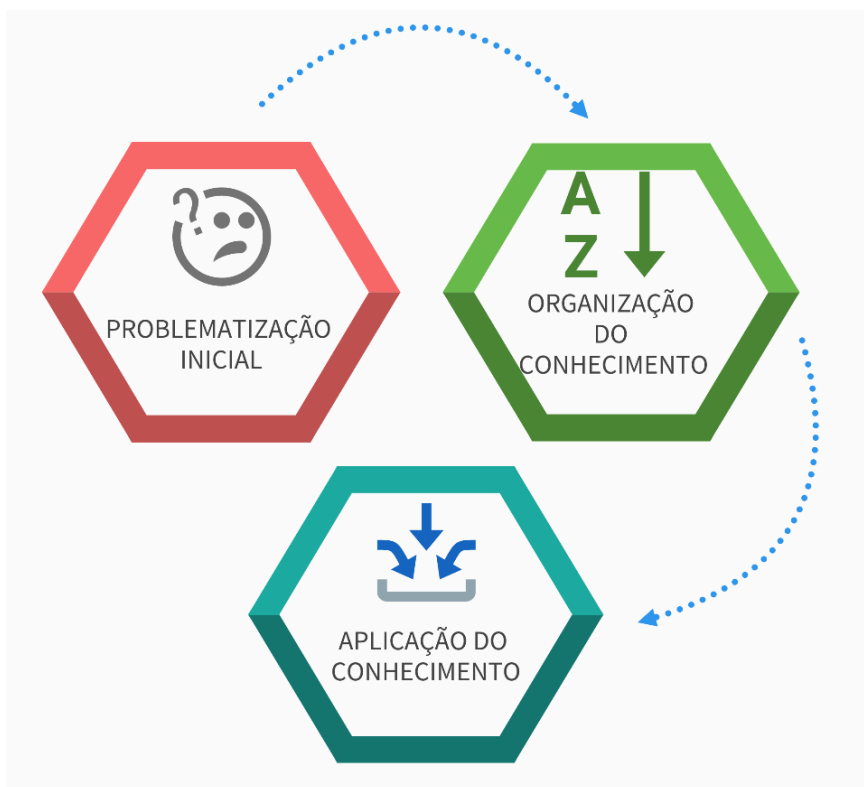 PROBLEMATIZAÇÃO
INICIAL
A
Z
ORGANIZAÇÃO
DO
CONHECIMENTO
APLICAÇÃO DO
CONHECIMENTO